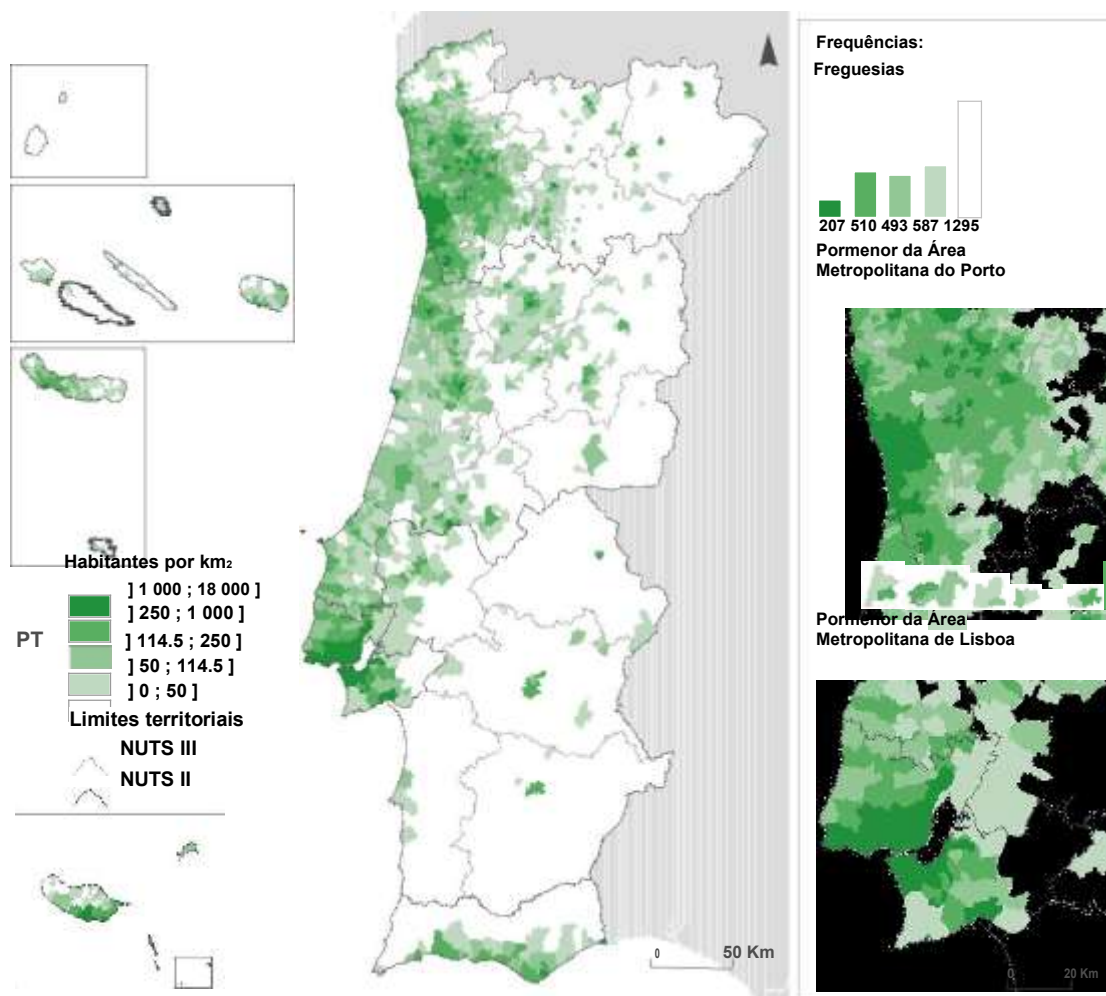 Frequências:
Freguesias
207 510 493 587 1295
Pormenor da Área
Metropolitana do Porto
Habitantes por km2
] 1 000 ; 18 000 ]
] 250 ; 1 000 ]
] 114.5 ; 250 ]
PT
] 50 ; 114.5 ]
] 0 ; 50 ]
Limites territoriais
NUTS III
NUTS II
Pormenor da Área
Metropolitana de Lisboa
0 50 Km
0 20 Km